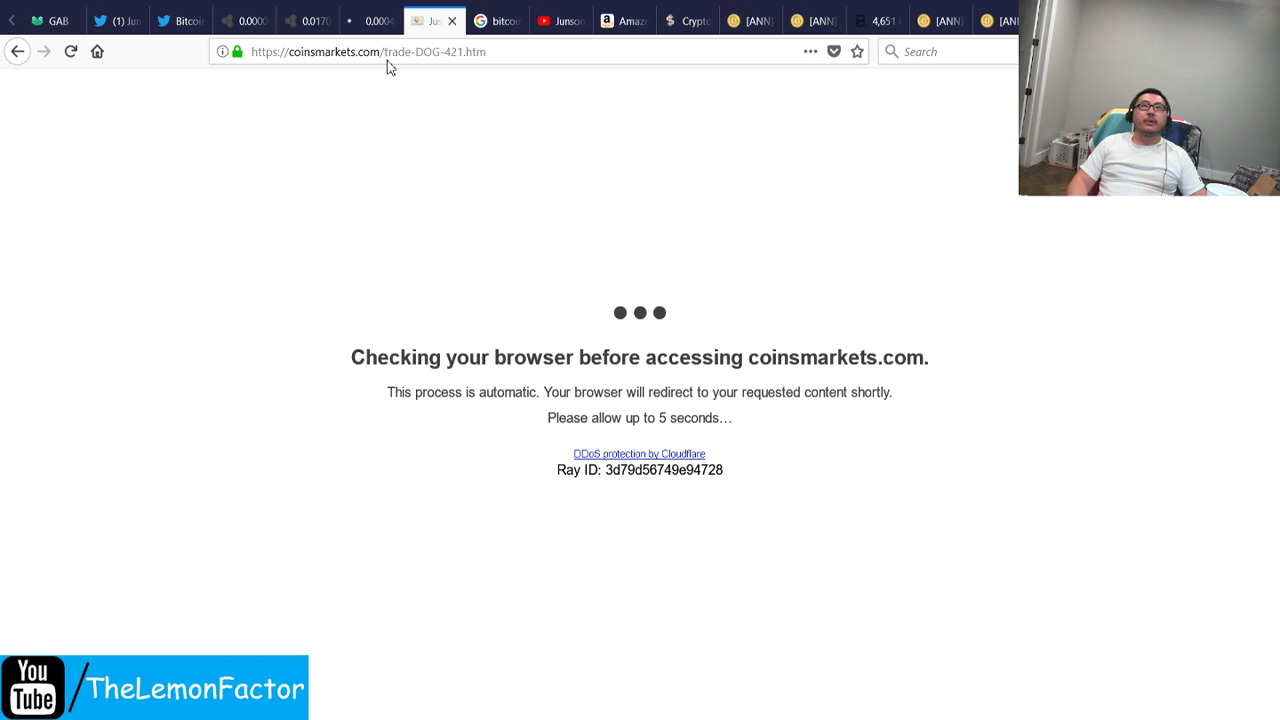 GAB
(1) Ju
Bitcoi
0.0000
0.0170
0.0004
Jus
bitcoi
Junso
Amaz
Crypto
[ANN]
[ANN]
4,651
[ANN]
[ANN]
https://coinsmarkets.com/trade-DOG-421.htm
Search
Checking your browser before accessing coinsmarkets.com.
This process is automatic. Your browser will redirect to your requested content shortly.
Please allow up to 5 seconds…
DDoS protection by Cloudflare
Ray ID: 3d79d56749e94728
You
Tube
/TheLemonFactor